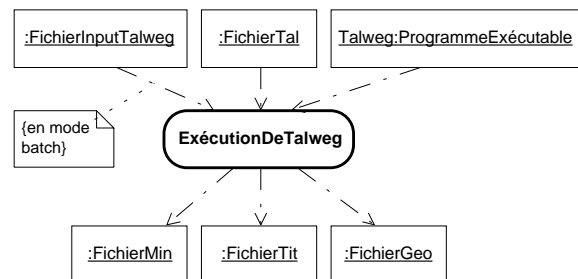 :FichierInputTalweg
:FichierTal
Talweg:ProgrammeExécutable
{en mode
batch}
ExécutionDeTalweg
:FichierMin
:FichierTit
:FichierGeo